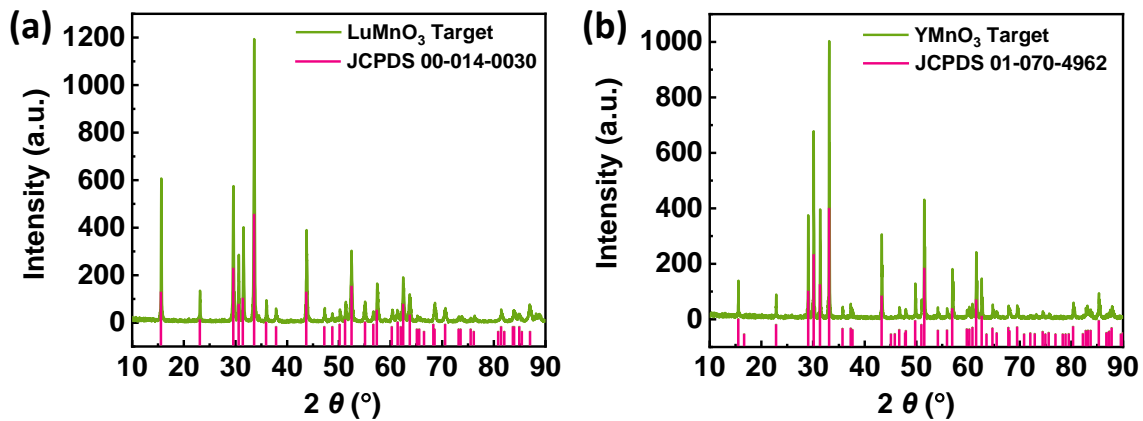 (a)
Intensity (a.u.)
1200
1000
800
600
400
200
0
LuMnO₃ Target
JCPDS 00-014-0030
10 20 30 40 50 60 70 80 90
2 θ (°)
(b)
Intensity (a.u.)
1000
800
600
400
200
0
YMnO₃ Target
JCPDS 01-070-4962
10 20 30 40 50 60 70 80 90
2 θ (°)